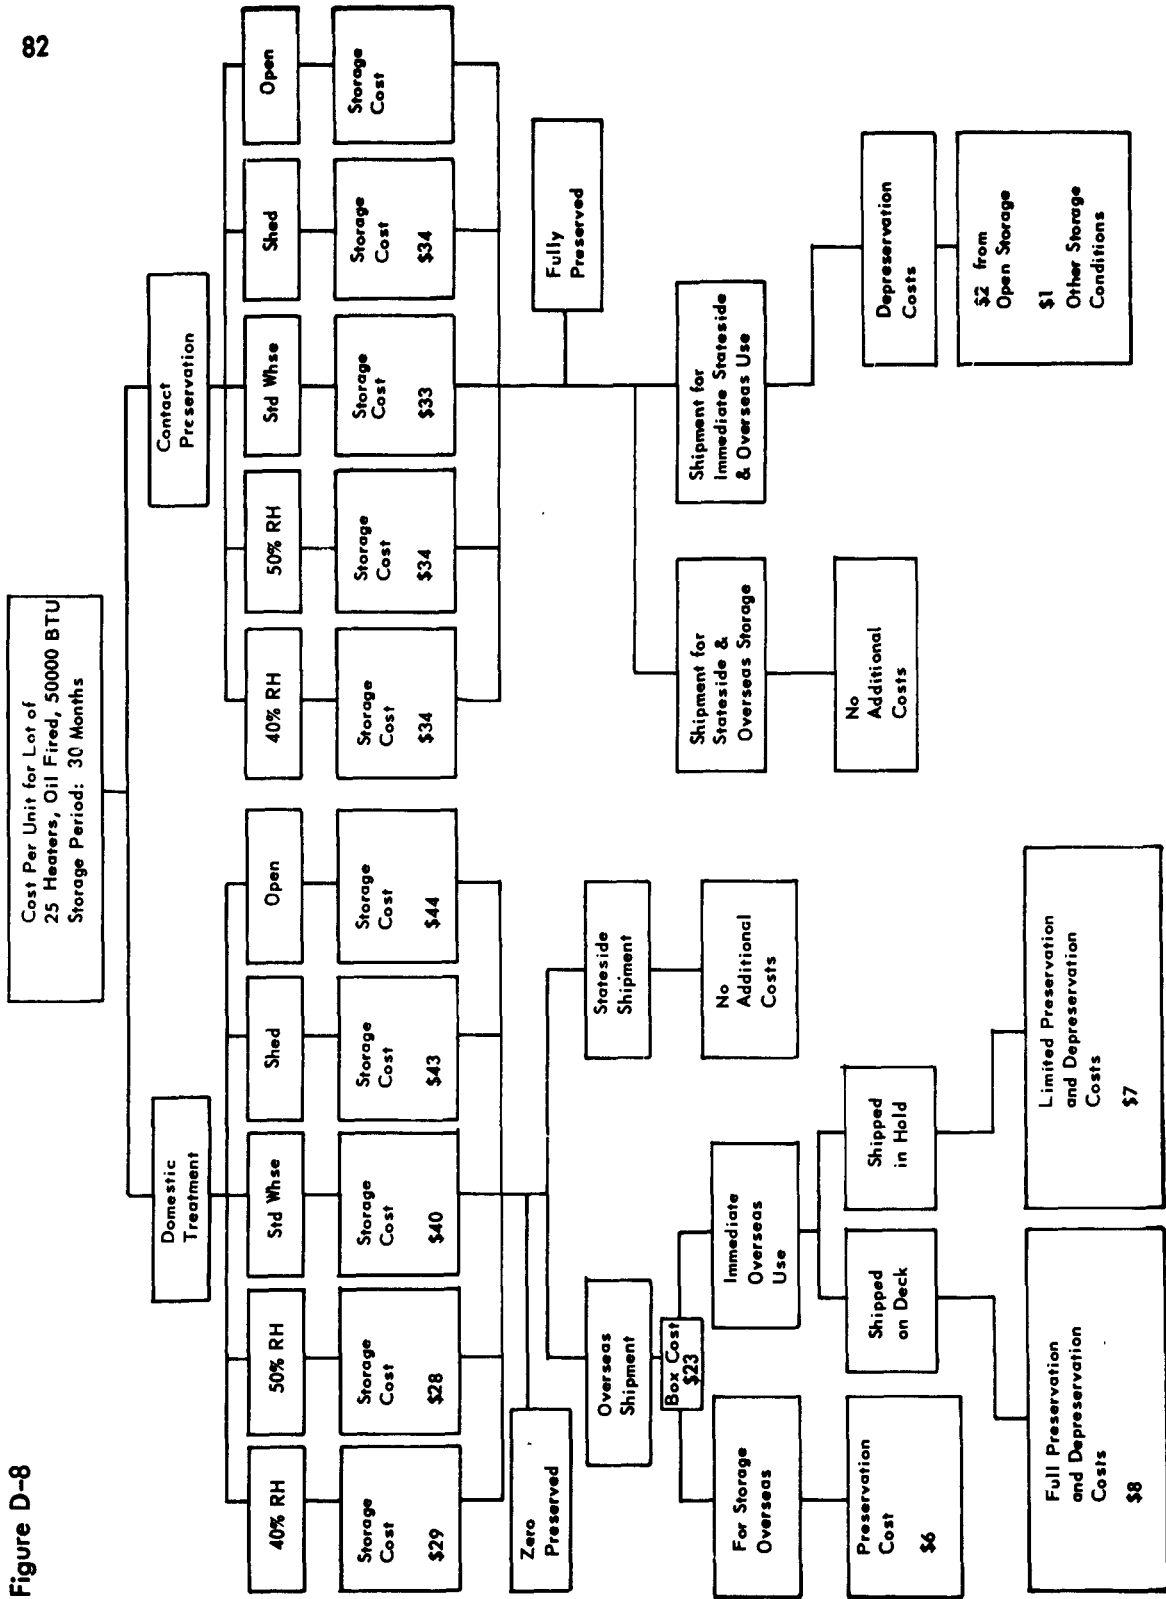 82
Figure D-8
Cost Per Unit for Lot of
25 Heaters, Oil Fired, 50000 BTU
Storage Period: 30 Months
Domestic
Treatment
Contact
Preservation
40% RH
50% RH
Std Whse
Shed
Open
40% RH
50% RH
Std Whse
Shed
Open
Storage
Cost
$29
Storage
Cost
$28
Storage
Cost
$40
Storage
Cost
$43
Storage
Cost
$44
Storage
Cost
$34
Storage
Cost
$34
Storage
Cost
$33
Storage
Cost
$34
Storage
Cost
Zero
Preserved
Fully
Preserved
Overseas
Shipment
Stateside
Shipment
Box Cost
$23
No
Additional
Costs
For Storage
Overseas
Immediate
Overseas
Use
Preservation
Cost
$6
Shipped
on Deck
Shipped
in Hold
Full Preservation
and Depreservation
Costs
$8
Limited Preservation
and Depreservation
Costs
$7
Shipment for
Stateside &
Overseas Storage
Shipment for
Immediate Stateside
& Overseas Use
No
Additional
Costs
Depreservation
Costs
$2 from
Open Storage
$1
Other Storage
Conditions